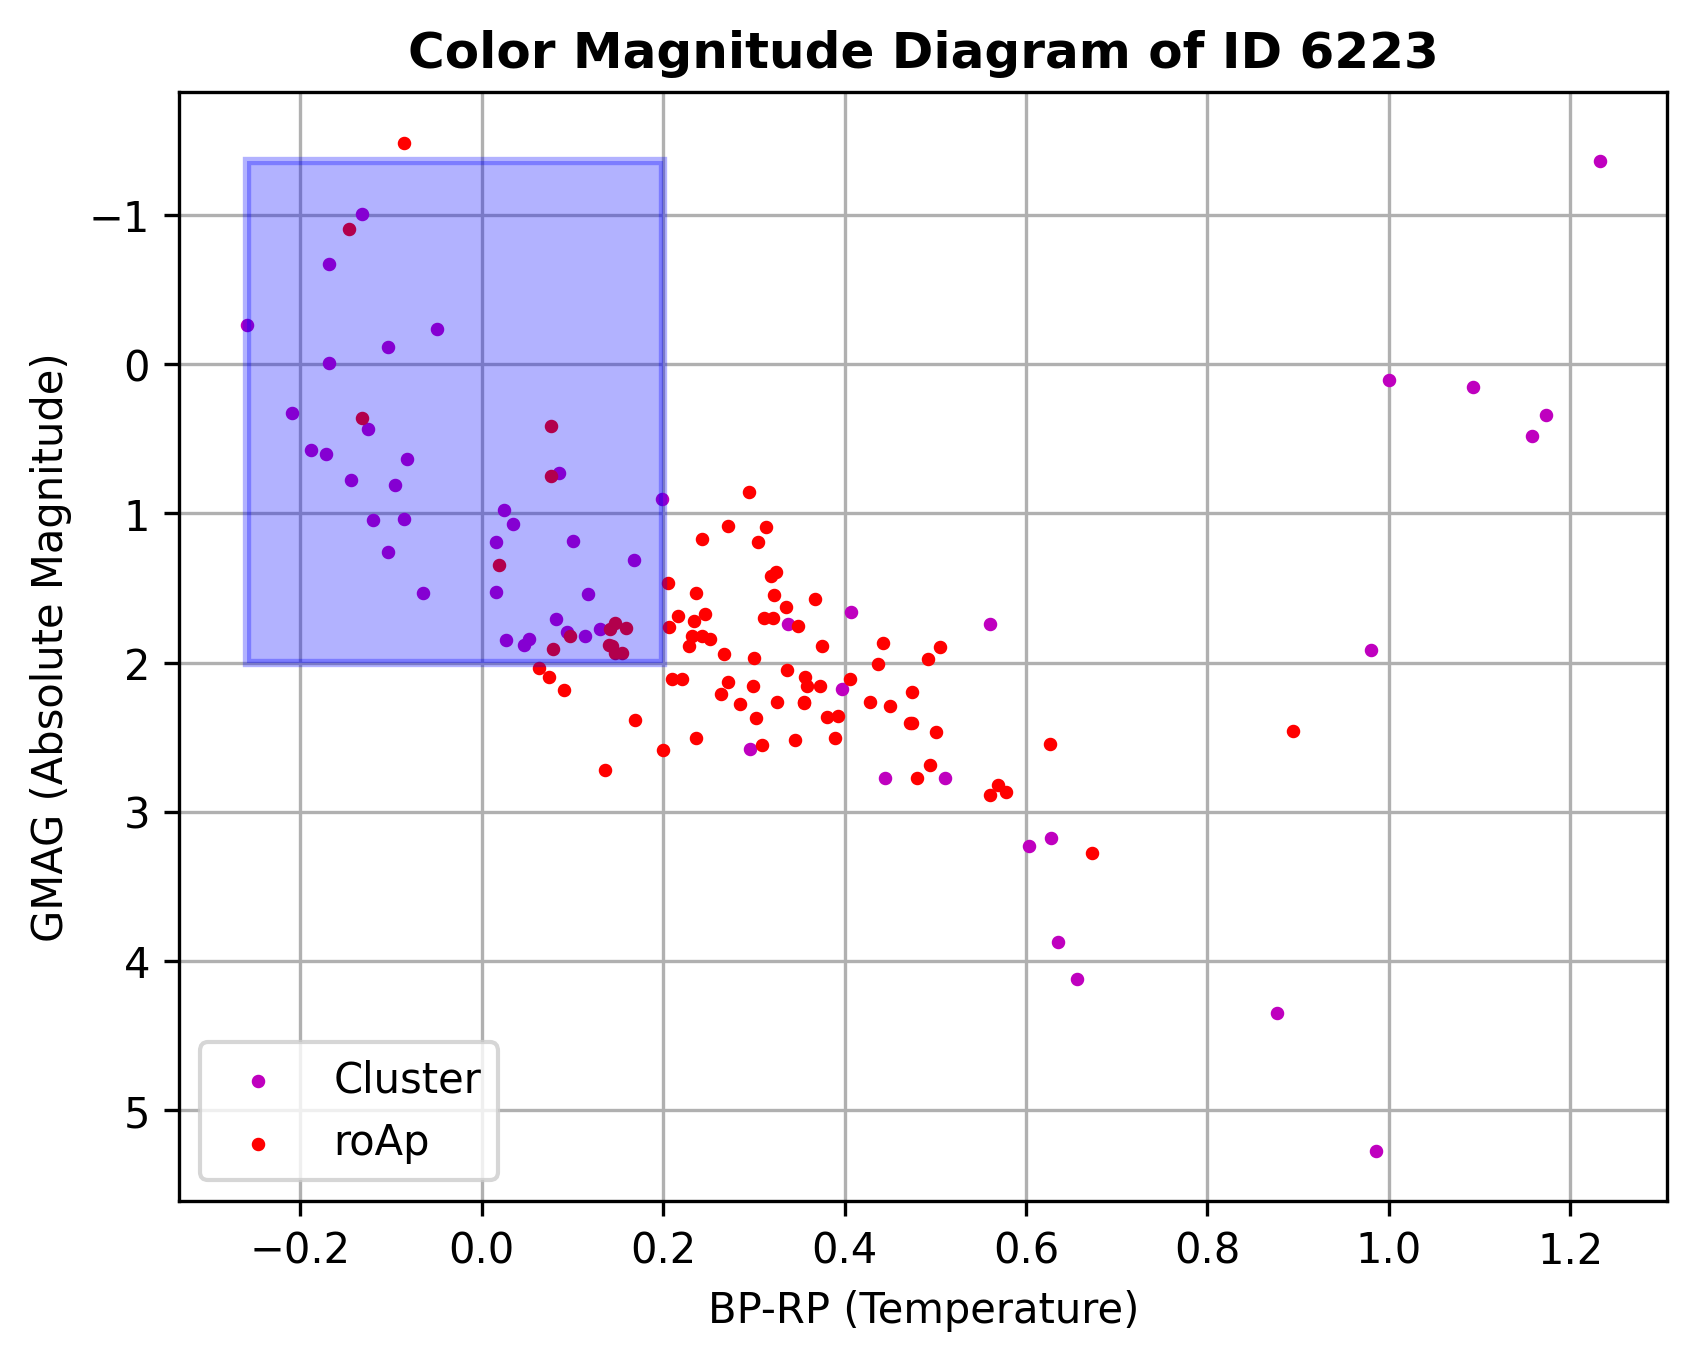 Color Magnitude Diagram of ID 6223
GMAG (Absolute Magnitude)
−1
0
1
2
3
4
5
Cluster
roAp
−0.2 0.0 0.2 0.4 0.6 0.8 1.0 1.2
BP-RP (Temperature)